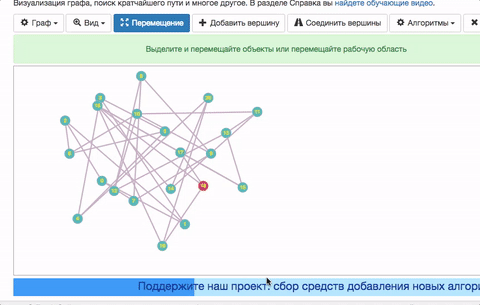 Визуализация графа, поиск кратчайшего пути и многое другое. В разделе Справка вы найдете обучающие видео.
Граф Вид Перемещение Добавить вершину Соединить вершины Алгоритмы
Выделите и перемещайте объекты или перемещайте рабочую область
Поддержите наш проект: сбор средств добавления новых алгори